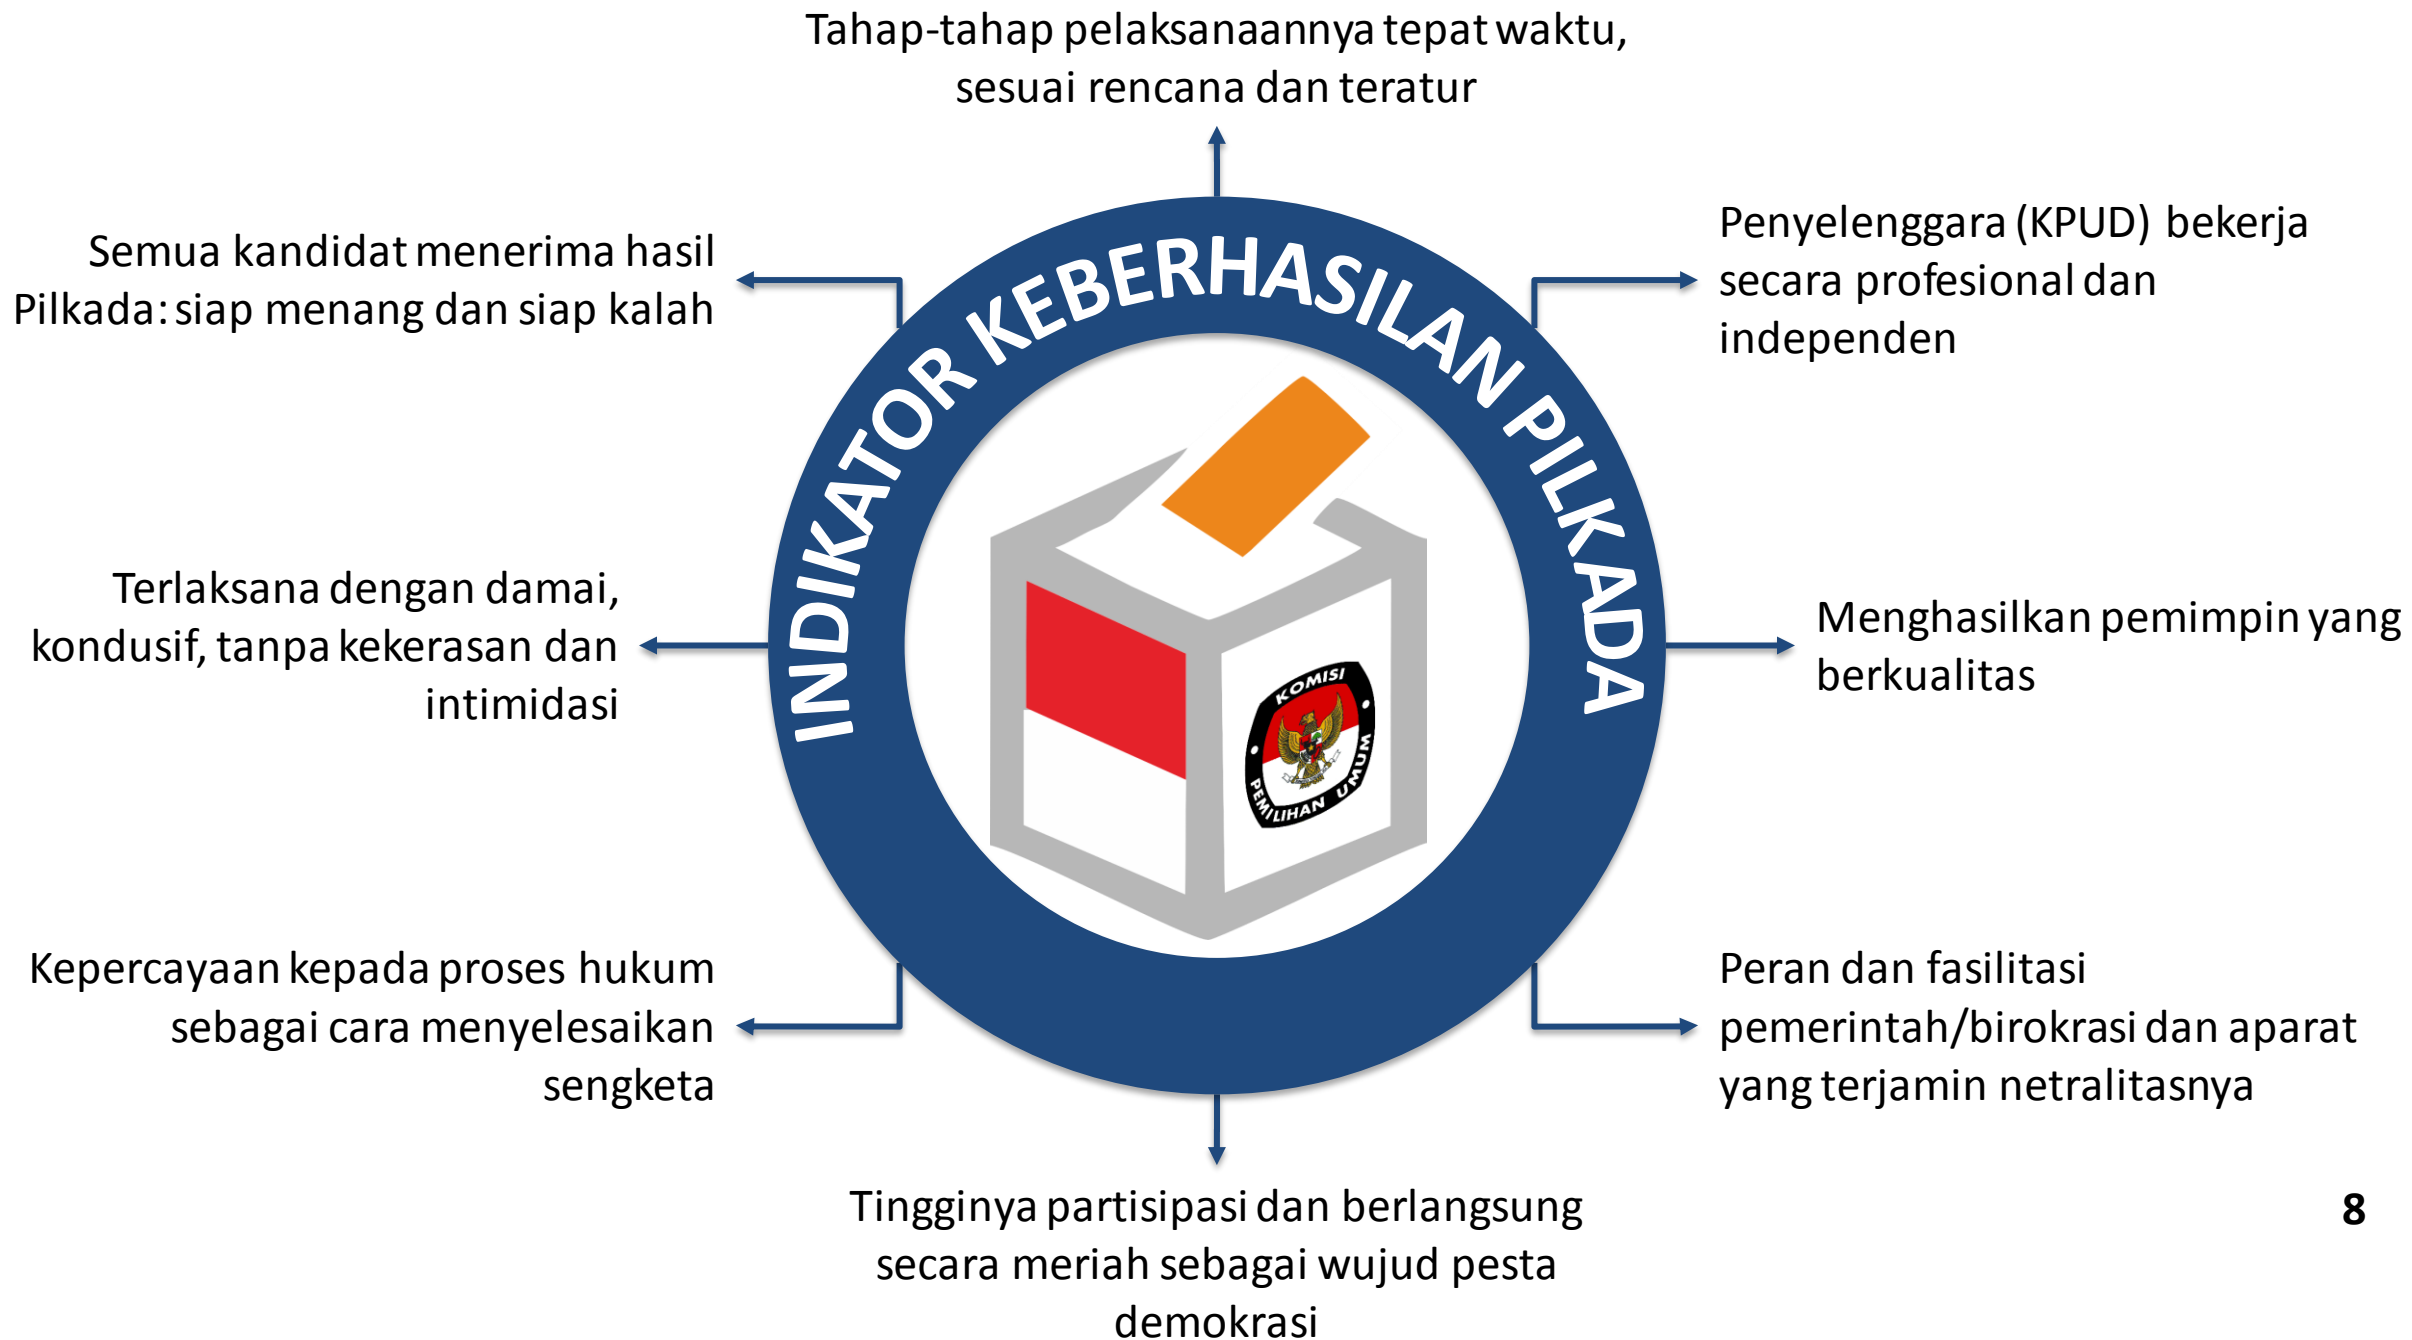 Tahap-tahap pelaksanaannya tepat waktu,
sesuai rencana dan teratur
Penyelenggara (KPUD) bekerja
secara profesional dan
independen
Semua kandidat menerima hasil
Pilkada: siap menang dan siap kalah
INDIKATOR KEBERHASILAN PILKADA
Terlaksana dengan damai,
kondusif, tanpa kekerasan dan
intimidasi
KOMISI
PEMILIHAN UMUM
Menghasilkan pemimpin yang
berkualitas
Kepercayaan kepada proses hukum
sebagai cara menyelesaikan
sengketa
Peran dan fasilitasi
pemerintah/birokrasi dan aparat
yang terjamin netralitasnya
Tingginya partisipasi dan berlangsung
secara meriah sebagai wujud pesta
demokrasi
8